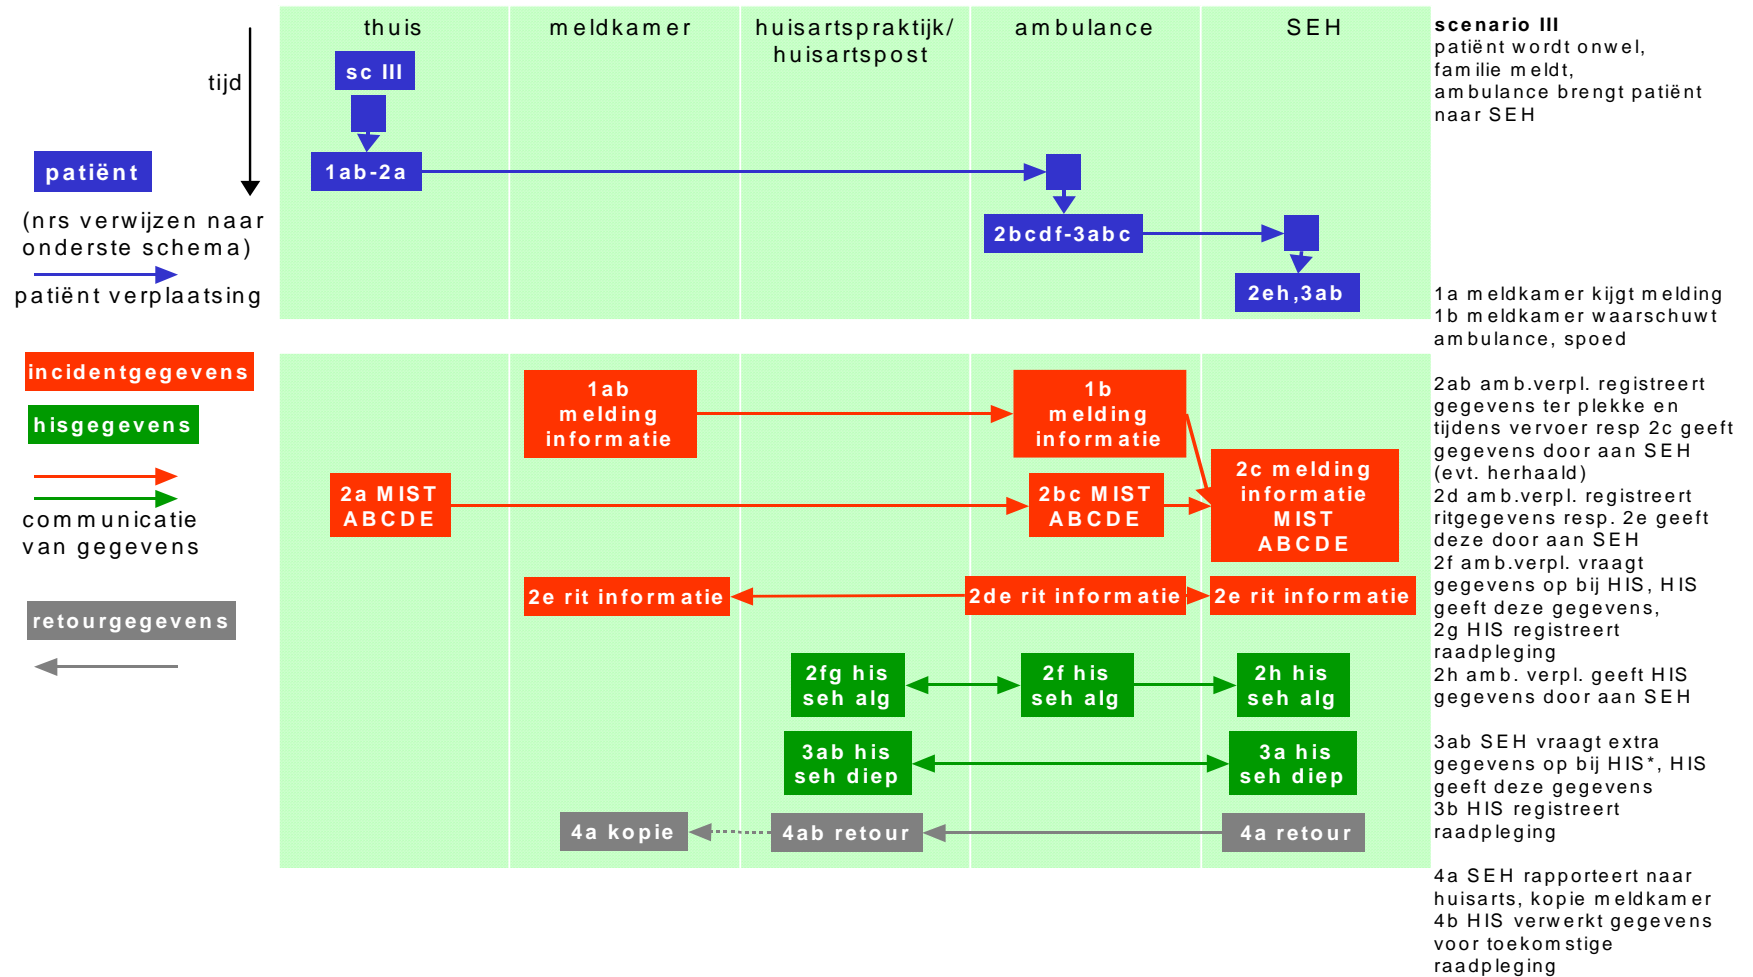 thuis
meldkamer
huisartspraktijk/
huisartspost
ambulance
SEH
tijd
sc III
1ab-2a
2bcdf-3abc
2eh,3ab
patiënt
(nrs verwijzen naar
onderste schema)
patiënt verplaatsing
incidentgegevens
hisgegevens
communicatie
van gegevens
retourgegevens
1ab
melding
informatie
1b
melding
informatie
2a MIST
ABCDE
2bc MIST
ABCDE
2c melding
informatie
MIST
ABCDE
2e rit informatie
2de rit informatie
2e rit informatie
2fg his
seh alg
2f his
seh alg
2h his
seh alg
3ab his
seh diep
3a his
seh diep
4a kopie
4ab retour
4a retour
scenario III
patiënt wordt onwel,
familie meldt,
ambulance brengt patiënt
naar SEH
1a meldkamer kijgt melding
1b meldkamer waarschuwt
ambulance, spoed
2ab amb.verpl. registreert
gegevens ter plekke en
tijdens vervoer resp 2c geeft
gegevens door aan SEH
(evt. herhaald)
2d amb.verpl. registreert
ritgegevens resp. 2e geeft
deze door aan SEH
2f amb.verpl. vraagt
gegevens op bij HIS, HIS
geeft deze gegevens,
2g HIS registreert
raadpleging
2h amb. verpl. geeft HIS
gegevens door aan SEH
3ab SEH vraagt extra
gegevens op bij HIS*, HIS
geeft deze gegevens
3b HIS registreert
raadpleging
4a SEH rapporteert naar
huisarts, kopie meldkamer
4b HIS verwerkt gegevens
voor toekomstige
raadpleging